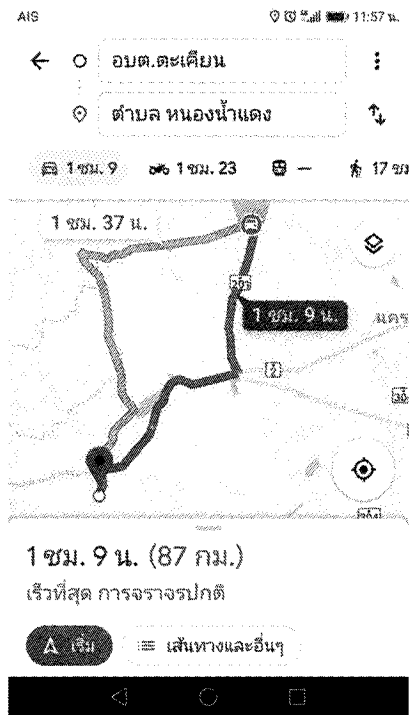 AIS 11:57 น.
อบต.ตะเคียน
ตำบล หนองน้ำแดง
1 ชม. 9 1 ชม. 23 — 17 ชม
1 ชม. 37 น.
201
1 ชม. 9 น.
2
1 ชม. 9 น. (87 กม.)
เร็วที่สุด การจราจรปกติ
เริ่ม เส้นทางและอื่นๆ